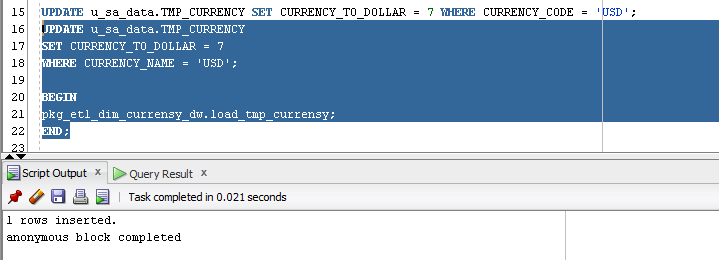 15 UPDATE u_sa_data.TMP_CURRENCY SET CURRENCY_TO_DOLLAR = 7 WHERE CURRENCY_CODE = 'USD';
16 UPDATE u_sa_data.TMP_CURRENCY
17 SET CURRENCY_TO_DOLLAR = 7
18 WHERE CURRENCY_NAME = 'USD';
19
20 BEGIN
21 pkg_etl_dim_currensy_dw.load_tmp_currensy;
22 END;
23
Script Output x Query Result x
Task completed in 0.021 seconds
1 rows inserted.
anonymous block completed